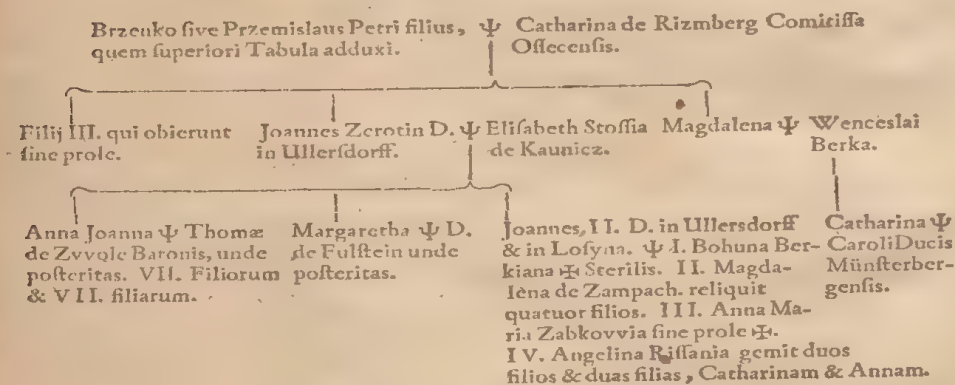 Brzenko ſive Przemislaus Petri filius, Ψ Catharina de Rizmberg Comitiſſa
quem ſuperiori Tabula adduxi. Oſſecenſis.
Filij III. qui obierunt
ſine prole.
Joannes Zerotin D. Ψ Eliſabeth Stoſſia
in Ullerſdorff. de Kaunicz.
Magdalena Ψ Wenceslai
Berka.
Anna Joanna Ψ Thomæ
de Zvvole Baronis, unde
poſteritas. VII. Filiorum
& VII. filiarum.
Margaretha Ψ D.
de Fulſtein unde
poſteritas.
Joannes, II. D. in Ullersdorff
& in Loſyna. Ψ I. Bohuna Ber-
kiana ✠ Sterilis. II. Magda-
lena de Zampach. reliquit
quatuor filios. III. Anna Ma-
ria Zabkovvia ſine prole ✠.
IV. Angelina Riſſania gemit duos
filios & duas filias, Catharinam & Annam.
Catharina Ψ
Caroli Ducis
Münſterber-
genſis.